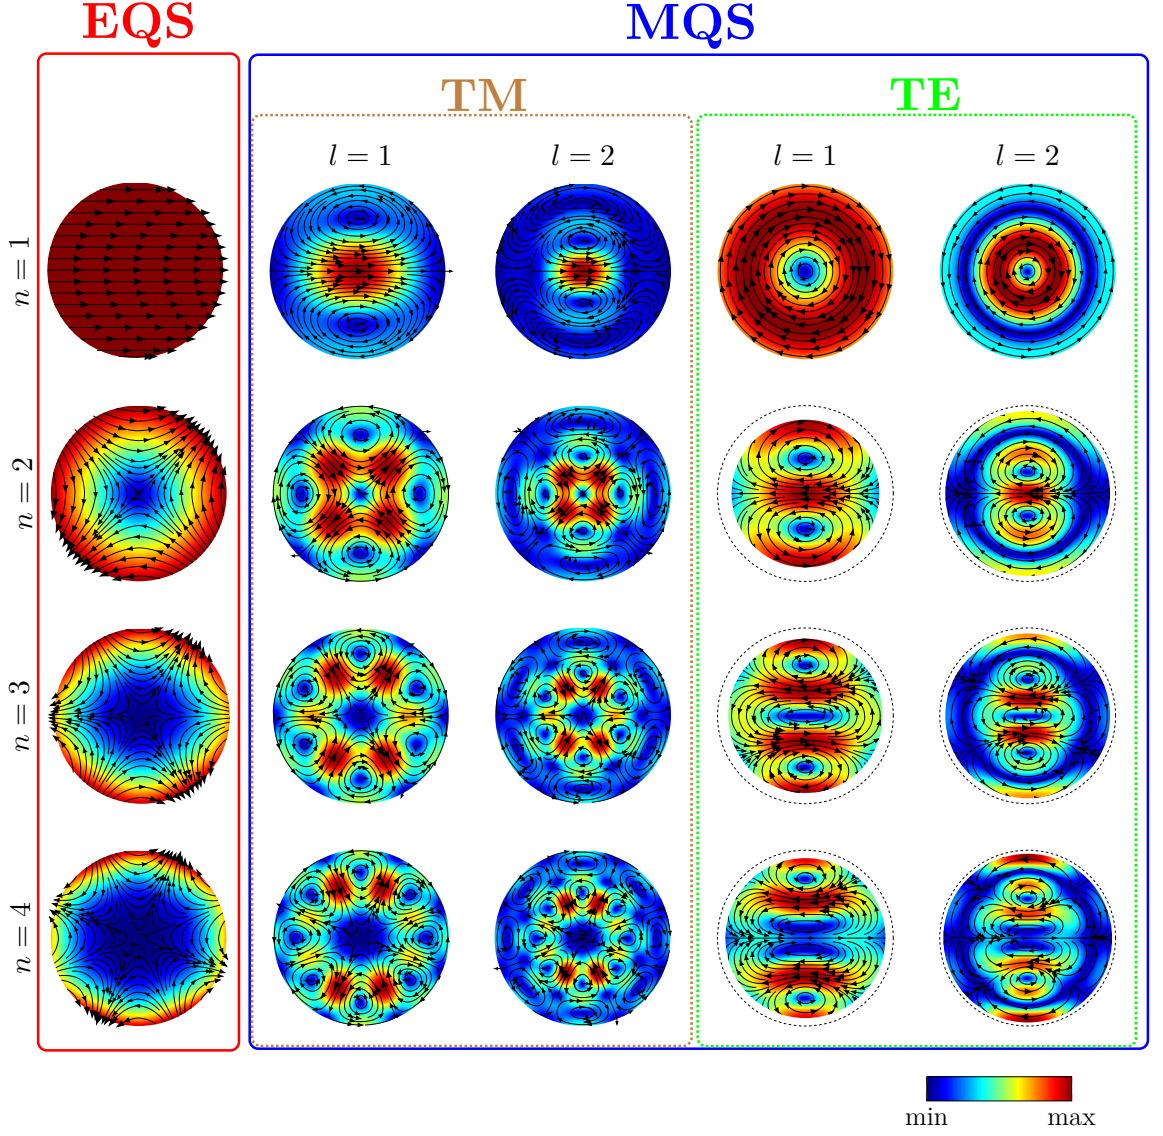 EQS
MQS
TM
TE
l = 1
l = 2
l = 1
l = 2
n = 1
n = 2
n = 3
n = 4
min
max